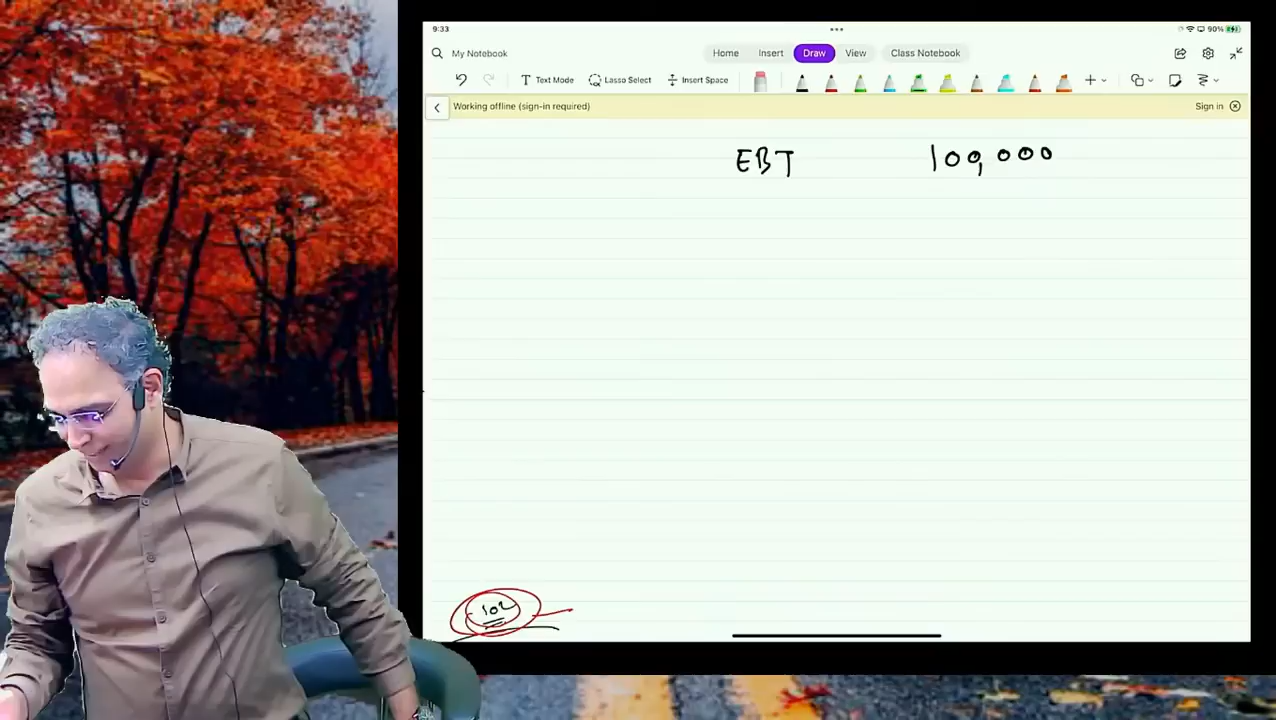 9:33
90%
My Notebook Home Insert Draw View Class Notebook
Text Mode Lasso Select Insert Space
Working offline (sign-in required) Sign in
EBT 100,000